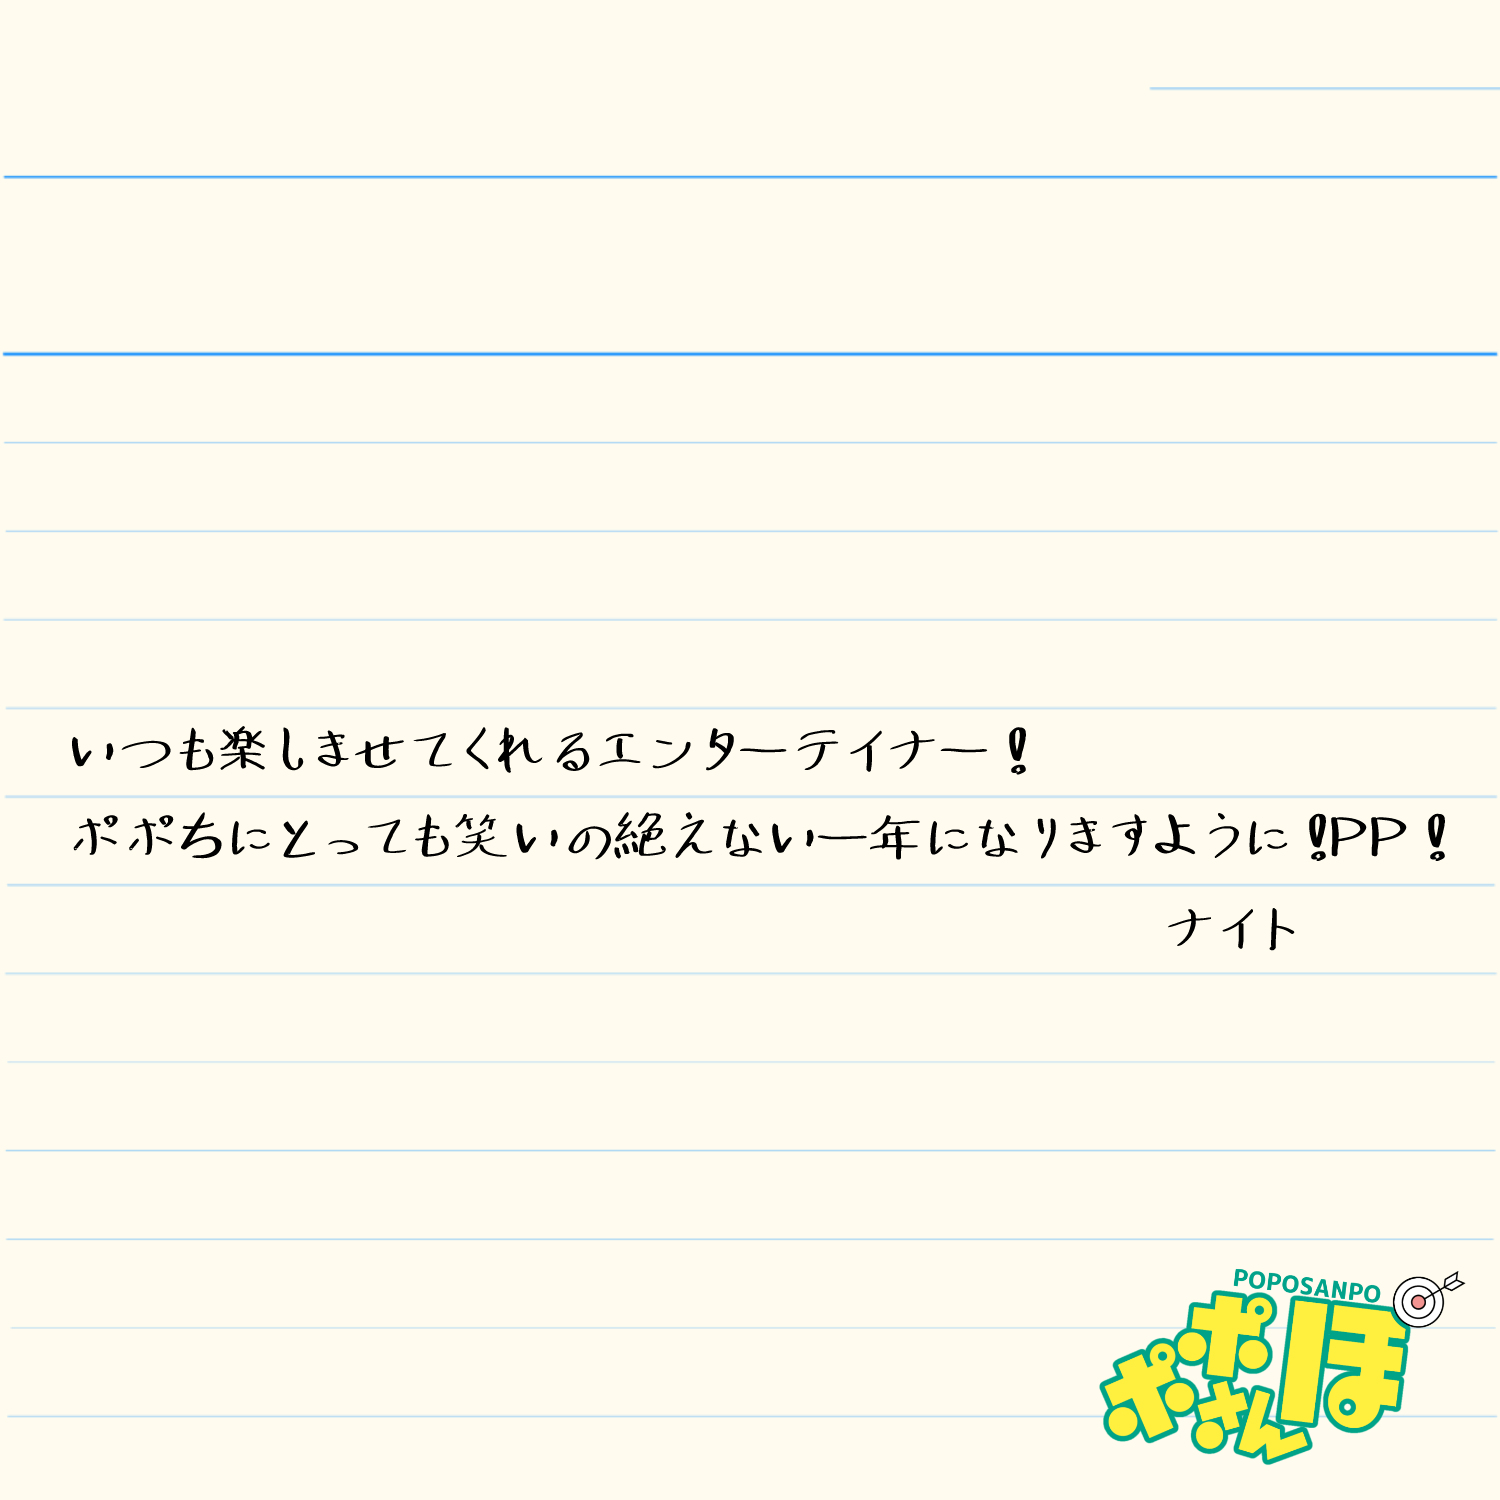 いつも楽しませてくれるエンターテイナー！
ポポちにとっても笑いの絶えない一年になりますように！PP！
ナイト
POPOSANPO
ポポさんぽ